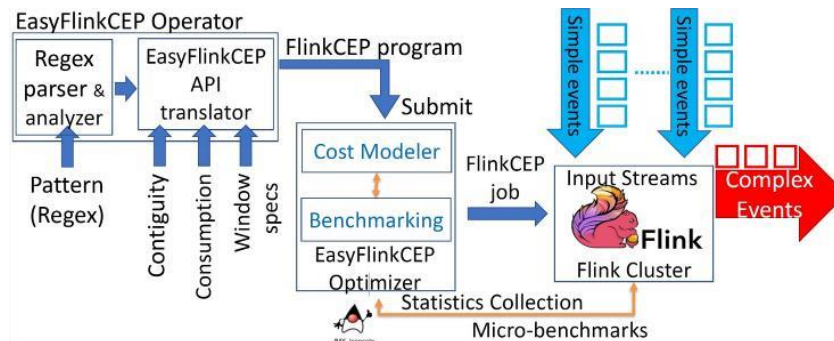 EasyFlinkCEP Operator
Regex
parser &
analyzer
EasyFlinkCEP
API
translator
FlinkCEP program
Submit
Pattern
(Regex)
Contiguity
Consumption
Window
specs
Cost Modeler
Benchmarking
EasyFlinkCEP
Optimizer
FlinkCEP
job
Simple events
Simple events
Input Streams
Flink
Flink Cluster
Complex
Events
Statistics Collection
Micro-benchmarks